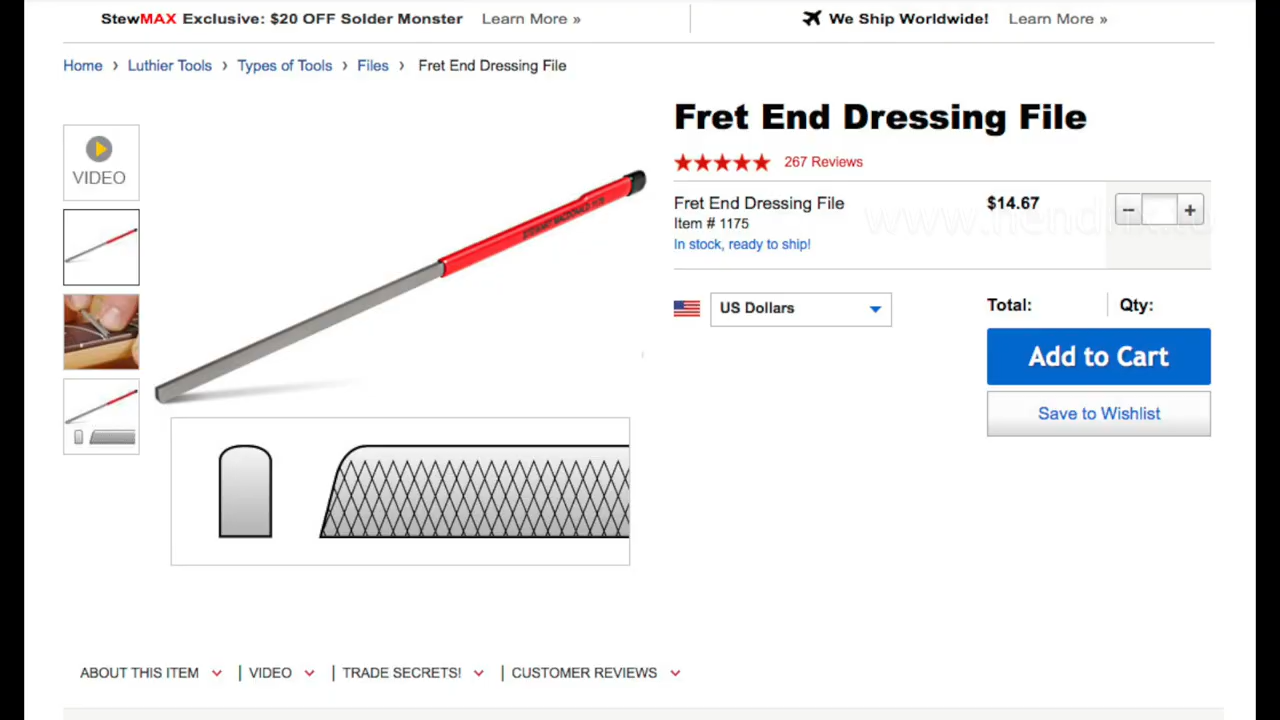 StewMAX Exclusive: $20 OFF Solder Monster Learn More »
We Ship Worldwide! Learn More »
Home › Luthier Tools › Types of Tools › Files › Fret End Dressing File
VIDEO
Fret End Dressing File
267 Reviews
Fret End Dressing File $14.67
Item # 1175
In stock, ready to ship!
US Dollars
Total: Qty:
Add to Cart
Save to Wishlist
ABOUT THIS ITEM | VIDEO | TRADE SECRETS! | CUSTOMER REVIEWS